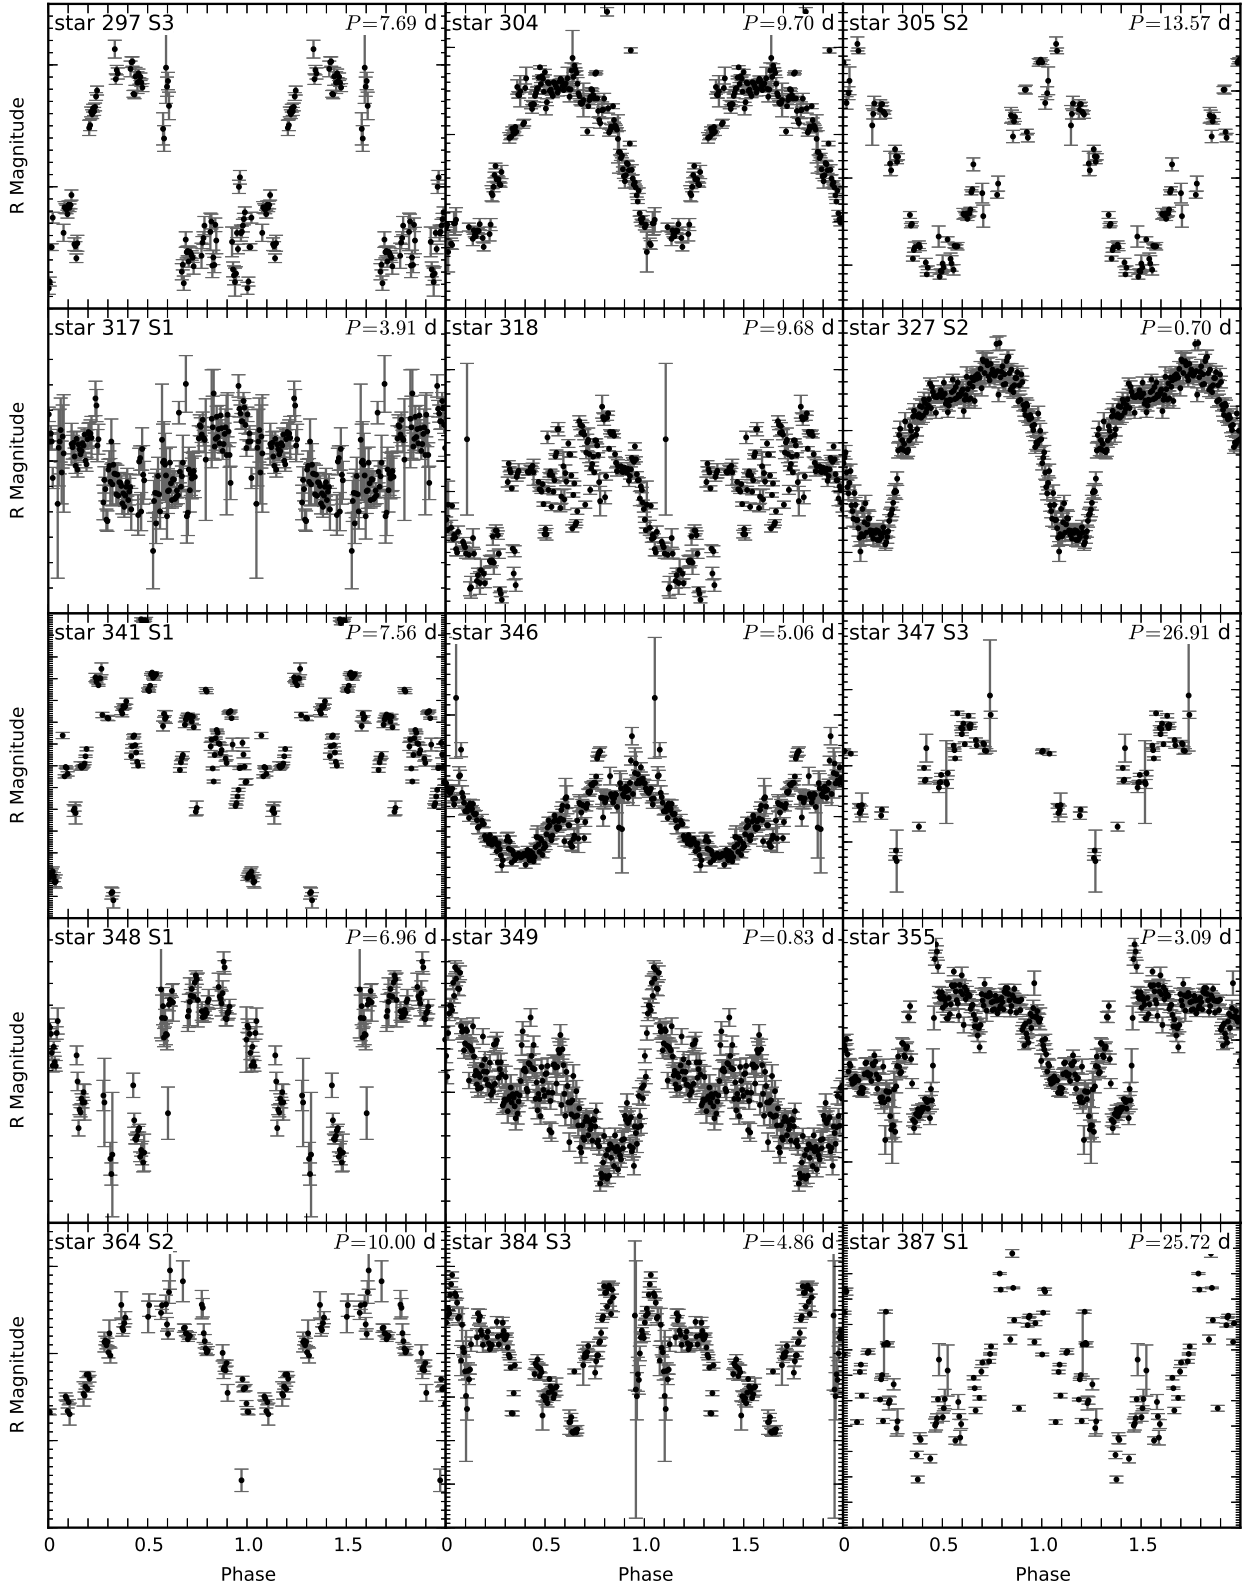 star 297 S3 P=7.69 d
star 304 P=9.70 d
star 305 S2 P=13.57 d
R Magnitude
star 317 S1 P=3.91 d
star 318 P=9.68 d
star 327 S2 P=0.70 d
R Magnitude
star 341 S1 P=7.56 d
star 346 P=5.06 d
star 347 S3 P=26.91 d
R Magnitude
star 348 S1 P=6.96 d
star 349 P=0.83 d
star 355 P=3.09 d
R Magnitude
star 364 S2 P=10.00 d
star 384 S3 P=4.86 d
star 387 S1 P=25.72 d
R Magnitude
0 0.5 1.0 1.5 0 0.5 1.0 1.5 0 0.5 1.0 1.5
Phase Phase Phase